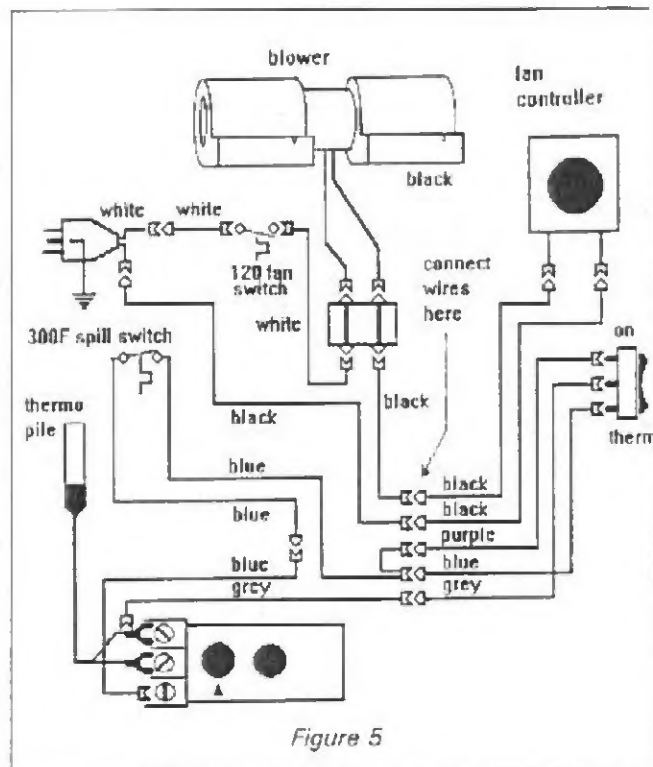 blower
fan
controller
black
white
white
120 fan
switch
connect
wires
here
white
on
300F spill switch
thermo
pile
black
black
therm
blue
black
black
blue
purple
blue
blue
grey
grey
Figure 5